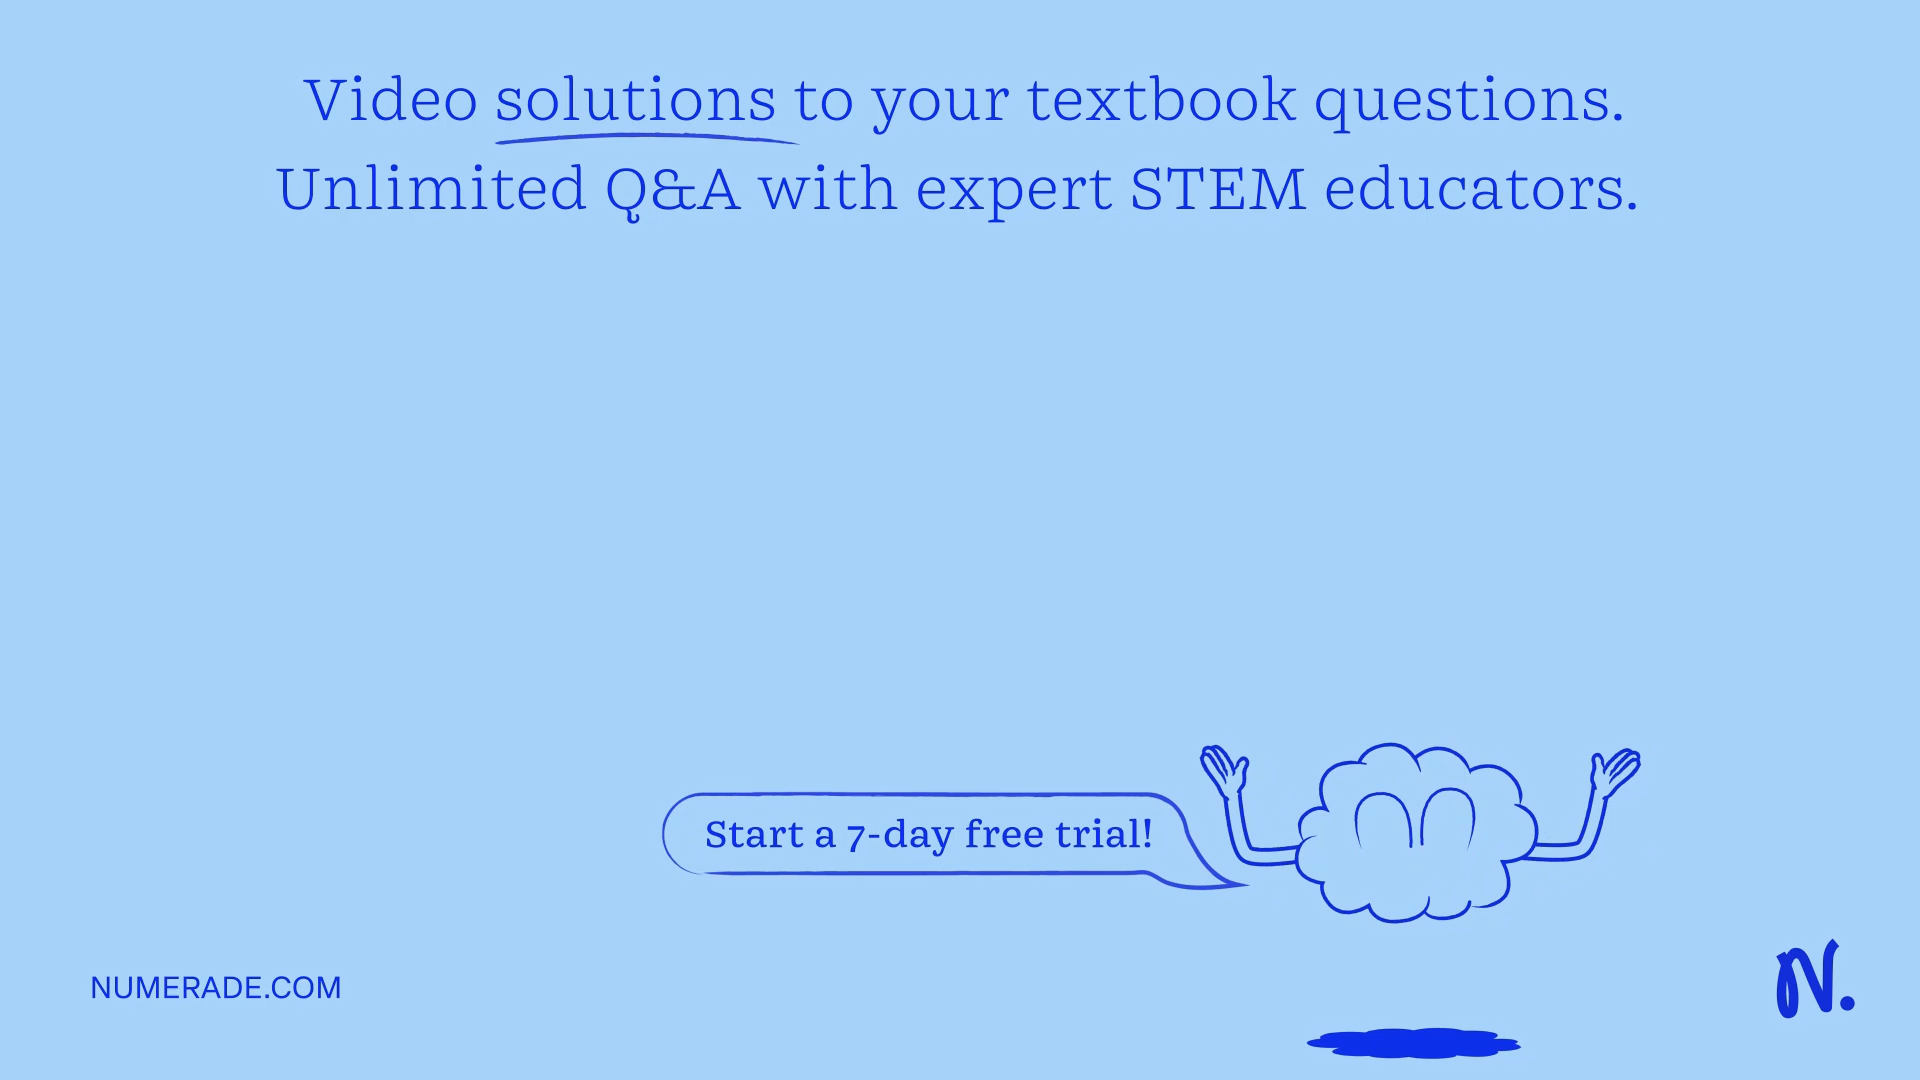 Video solutions to your textbook questions.
Unlimited Q&A with expert STEM educators.
Start a 7-day free trial!
NUMERADE.COM
N.